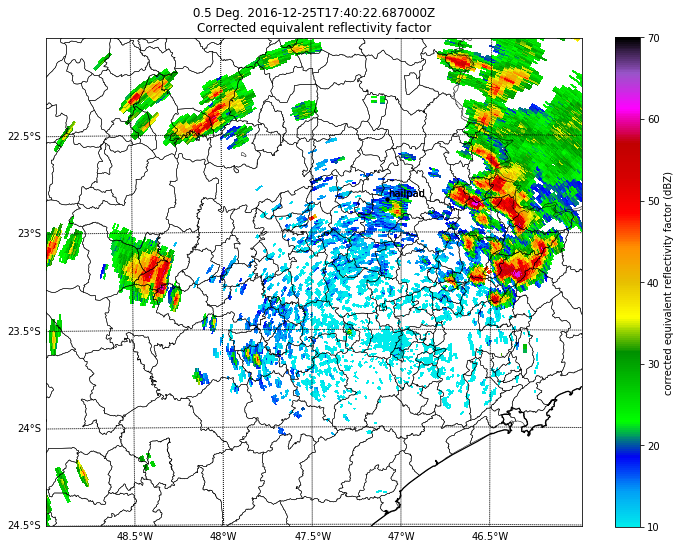 0.5 Deg. 2016-12-25T17:40:22.687000Z
Corrected equivalent reflectivity factor
22.5°S
23°S
23.5°S
24°S
24.5°S
48.5°W
48°W
47.5°W
47°W
46.5°W
70
60
50
40
30
20
10
corrected equivalent reflectivity factor (dBZ)